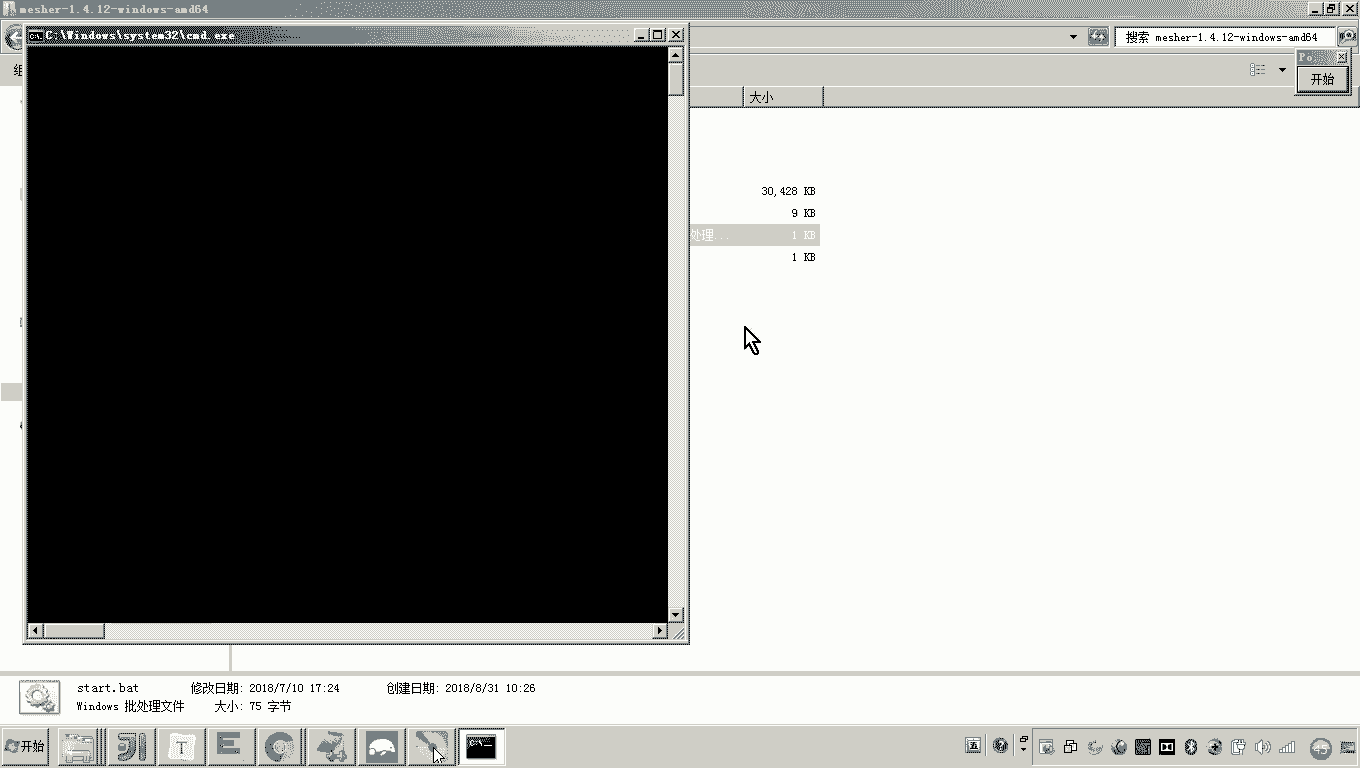 mesher-1.4.12-windows-amd64
C:\Windows\system32\cmd.exe
搜索 mesher-1.4.12-windows-amd64
组
Po
开始
大小
30,428 KB
9 KB
处理... 1 KB
1 KB
start.bat 修改日期: 2018/7/10 17:24 创建日期: 2018/8/31 10:26
Windows 批处理文件 大小: 75 字节
开始
T
C:\_
五
45